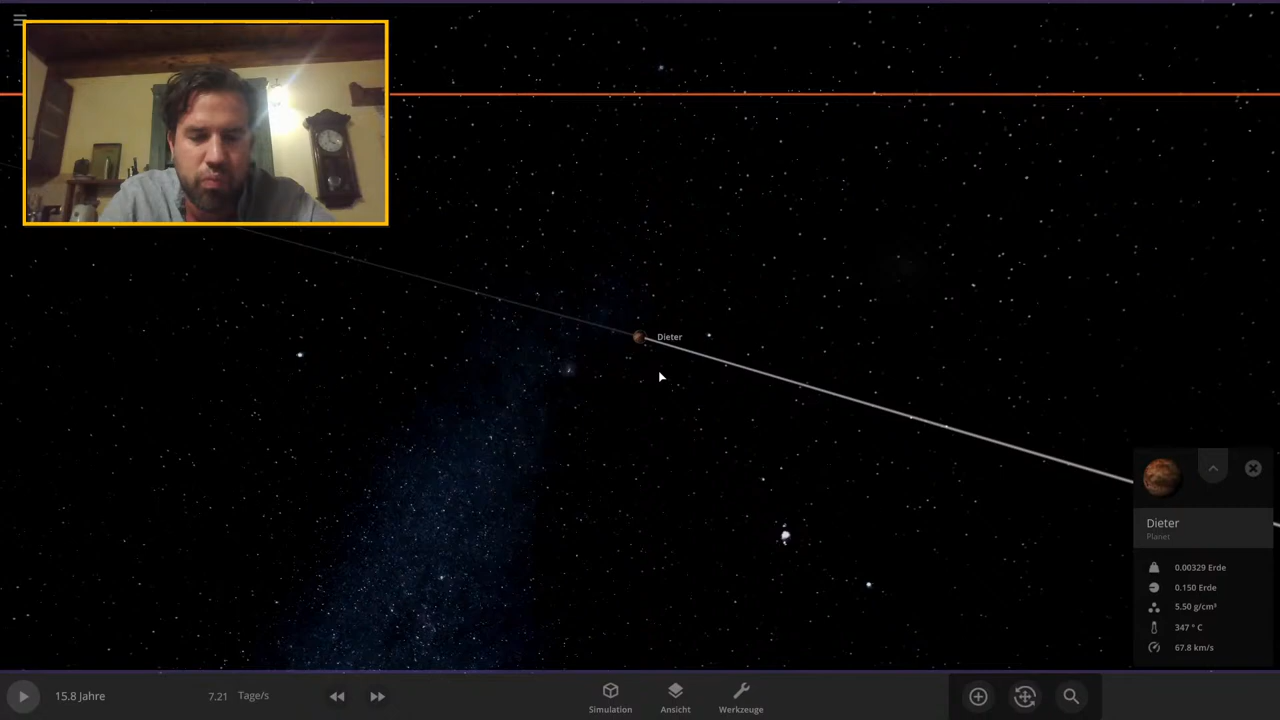 Dieter
Dieter
Planet
0.00329 Erde
0.150 Erde
5.50 g/cm³
347 ° C
67.8 km/s
15.8 Jahre
7.21 Tage/s
Simulation
Ansicht
Werkzeuge